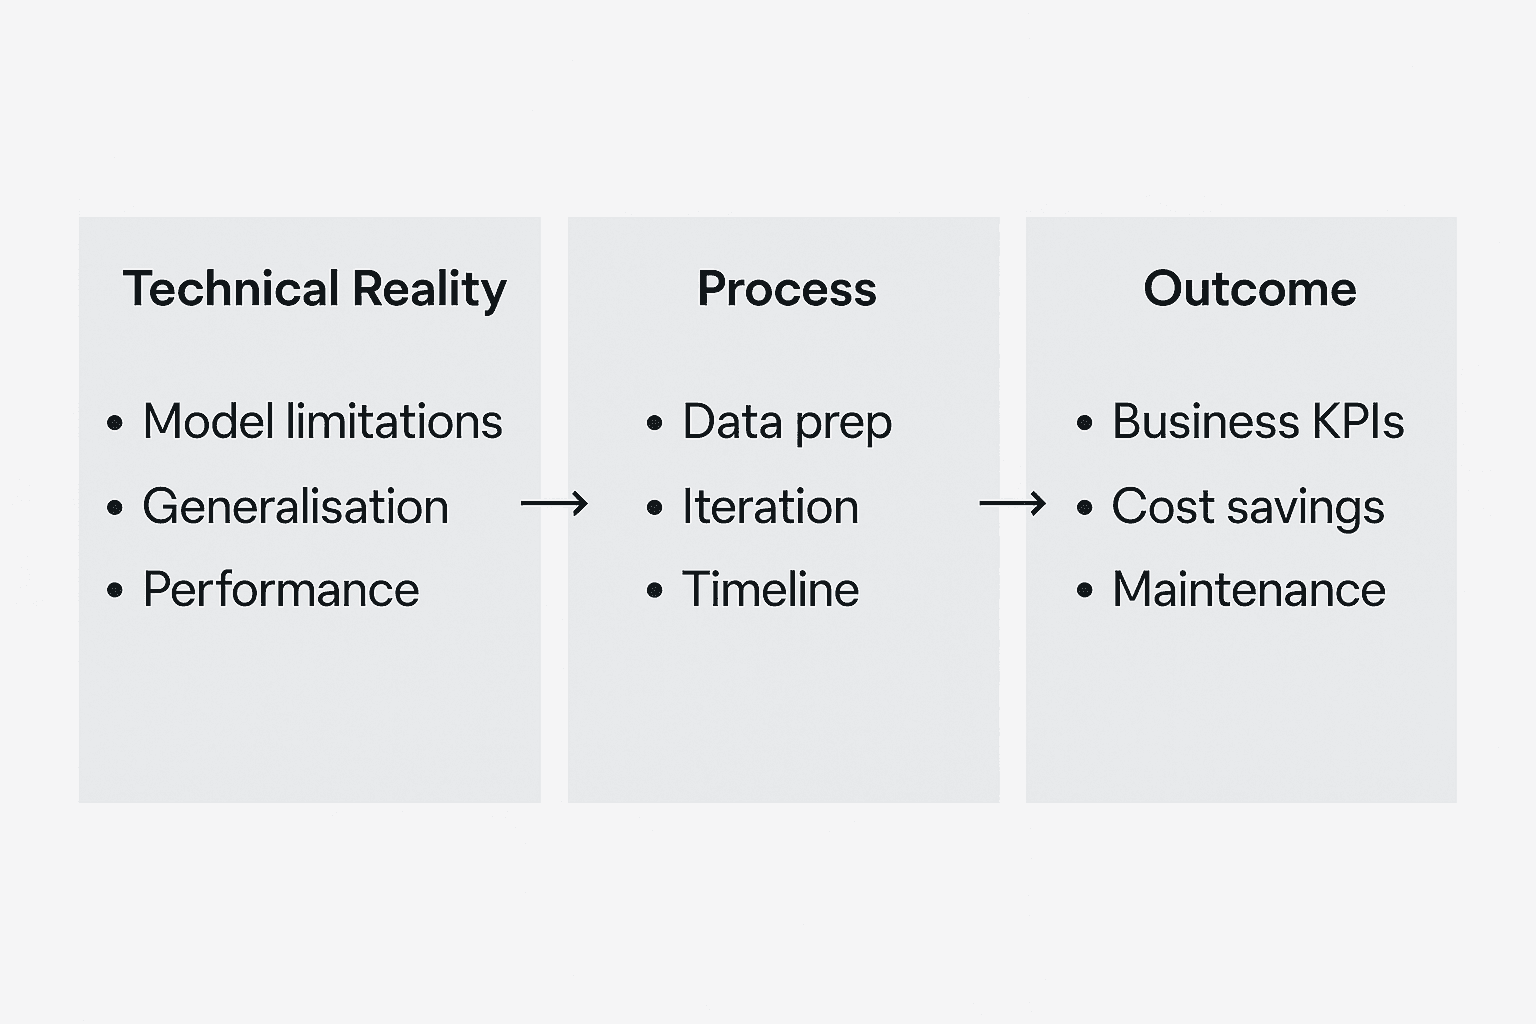 Technical Reality
• Model limitations
• Generalisation
• Performance
→
Process
• Data prep
• Iteration
• Timeline
→
Outcome
• Business KPIs
• Cost savings
• Maintenance